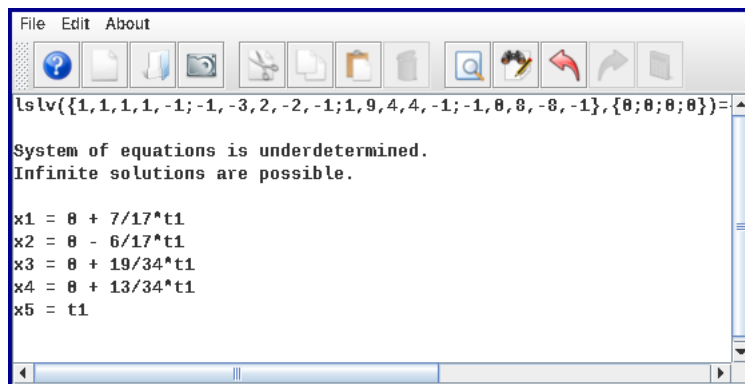 File Edit About
lslv({1,1,1,1,-1;-1,-3,2,-2,-1;1,9,4,4,-1;-1,0,8,-8,-1},{0;0;0;0})=
System of equations is underdetermined.
Infinite solutions are possible.
x1 = 0 + 7/17*t1
x2 = 0 - 6/17*t1
x3 = 0 + 19/34*t1
x4 = 0 + 13/34*t1
x5 = t1